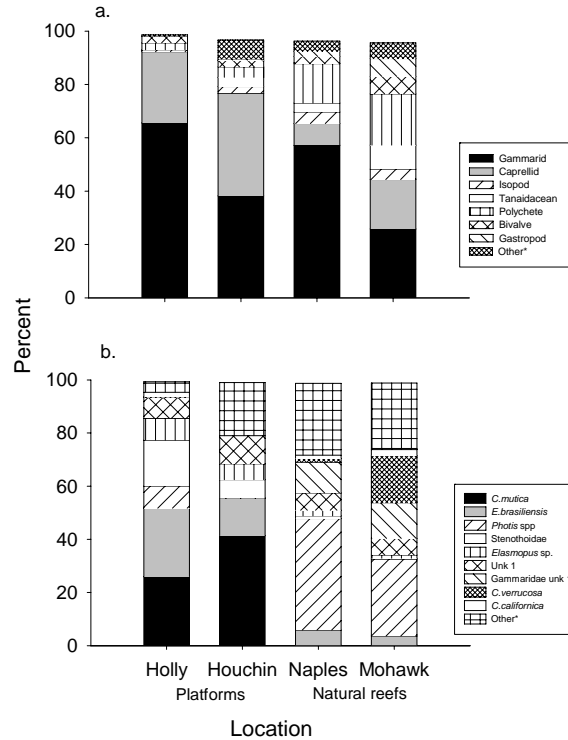 a.
100
80
60
40
20
0
Gammarid
Caprellid
Isopod
Tanaidacean
Polychete
Bivalve
Gastropod
Other*
Percent
b.
100
80
60
40
20
0
C.mutica
E.brasiliensis
Photis spp
Stenothoidae
Elasmopus sp.
Unk 1
Gammaridae unk 1
C.verrucosa
C.californica
Other*
Holly Houchin Naples Mohawk
Platforms Natural reefs
Location